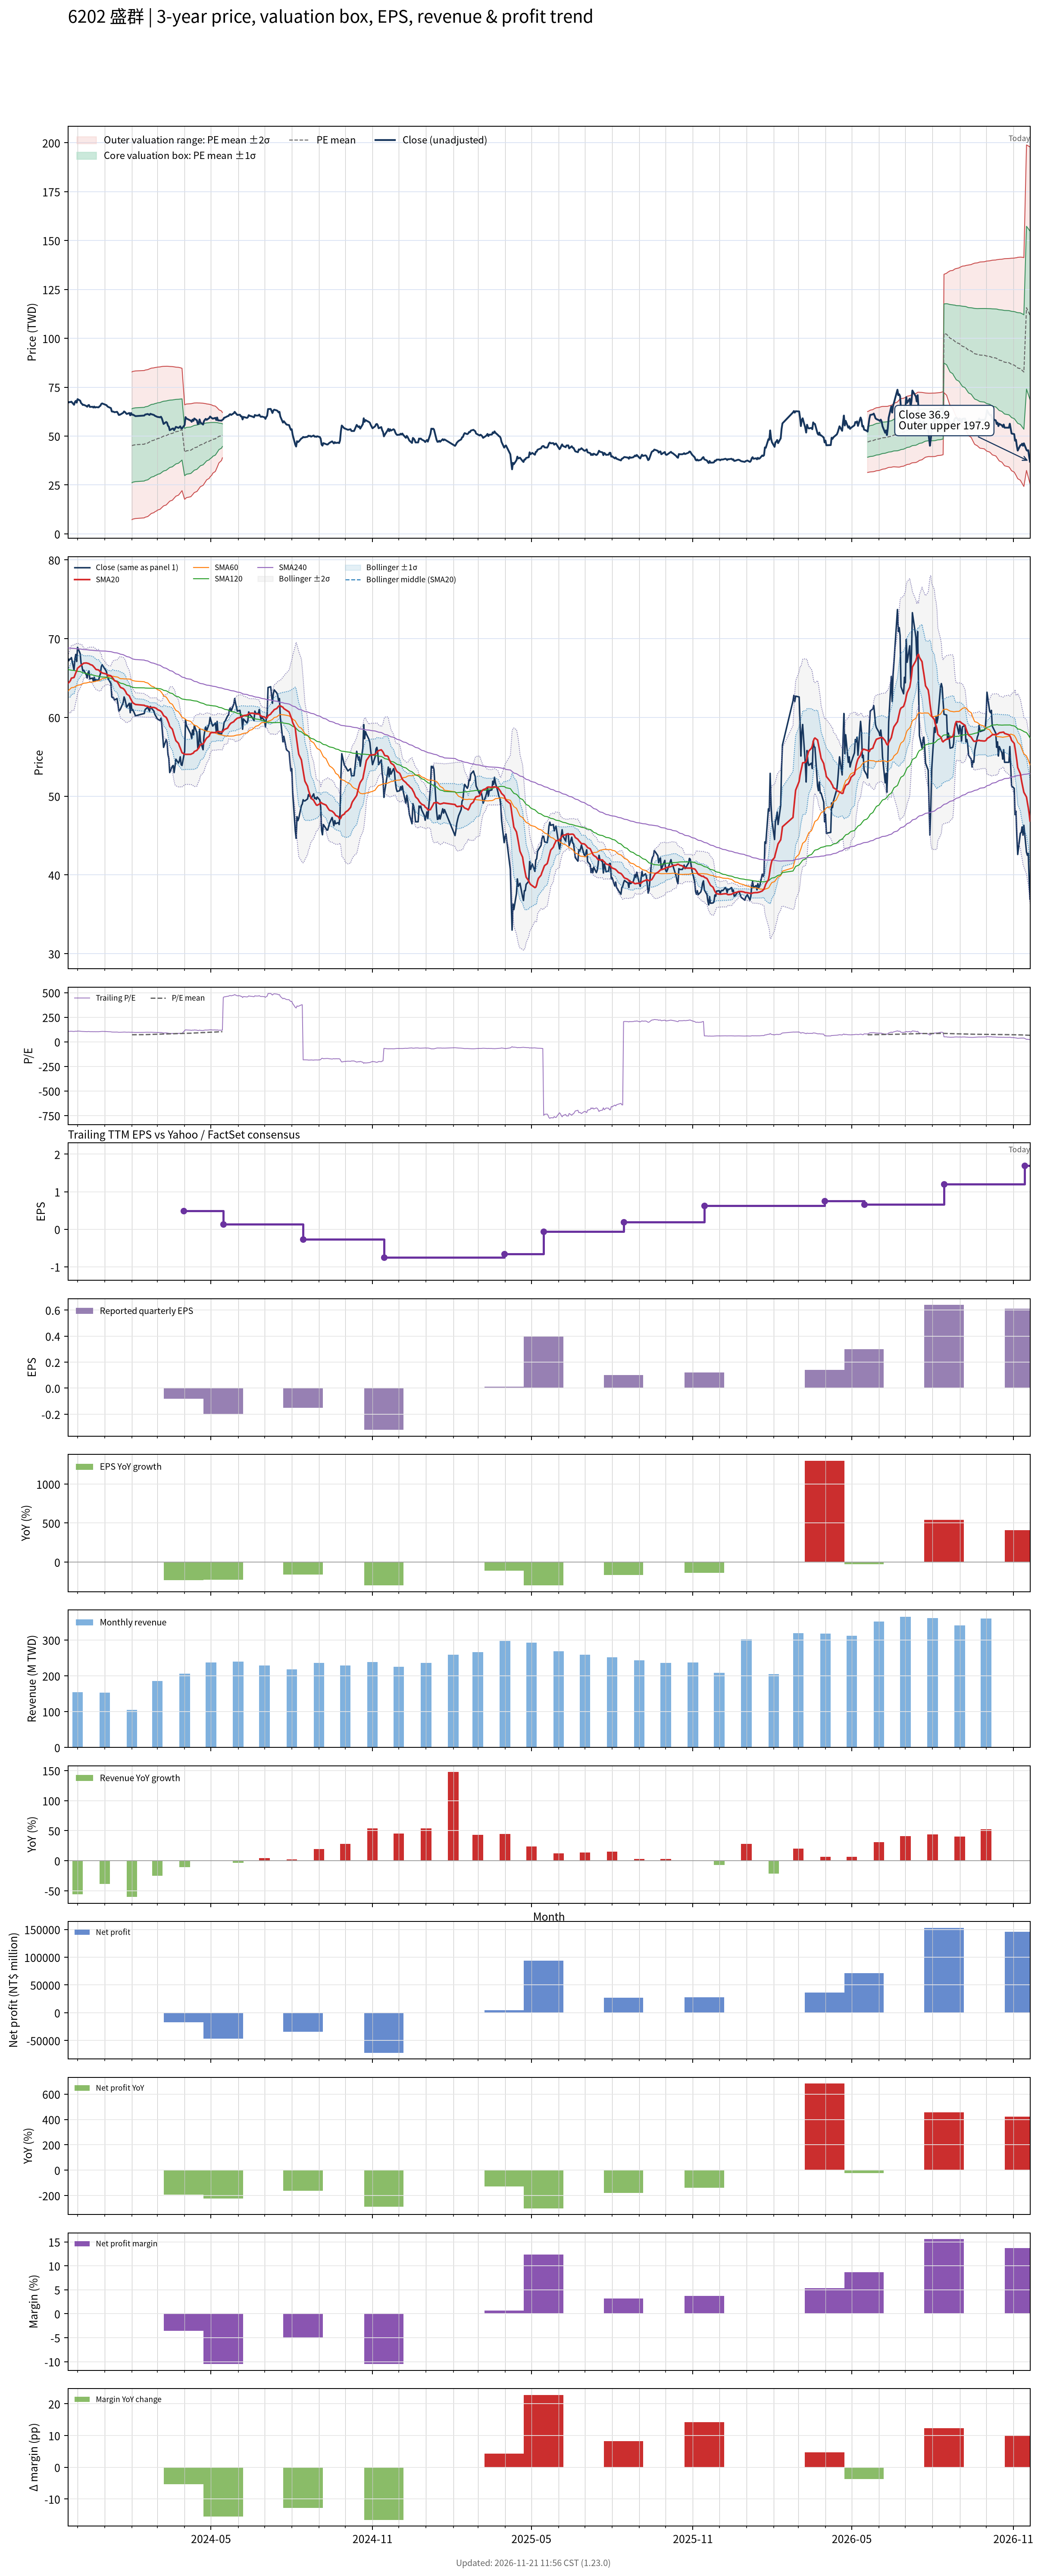 6202 盛群 | 3-year price, valuation box, EPS, revenue & profit trend
Outer valuation range: PE mean ±2σ
Core valuation box: PE mean ±1σ
PE mean
Close (unadjusted)
Today
Close 36.9
Outer upper 197.9
Price (TWD)
200
175
150
125
100
75
50
25
0
Close (same as panel 1)
SMA20
SMA60
SMA120
SMA240
Bollinger ±2σ
Bollinger ±1σ
Bollinger middle (SMA20)
Price
80
70
60
50
40
30
Trailing P/E
P/E mean
P/E
500
250
0
-250
-500
-750
Trailing TTM EPS vs Yahoo / FactSet consensus
Today
EPS
2
1
0
-1
Reported quarterly EPS
EPS
0.6
0.4
0.2
0.0
-0.2
EPS YoY growth
YoY (%)
1000
500
0
Monthly revenue
Revenue (M TWD)
300
200
100
0
Revenue YoY growth
YoY (%)
150
100
50
0
-50
Month
Net profit
Net profit (NT$ million)
150000
100000
50000
0
-50000
Net profit YoY
YoY (%)
600
400
200
0
-200
Net profit margin
Margin (%)
15
10
5
0
-5
-10
Margin YoY change
Δ margin (pp)
20
10
0
-10
2024-05
2024-11
2025-05
2025-11
2026-05
2026-11
Updated: 2026-11-21 11:56 CST (1.23.0)